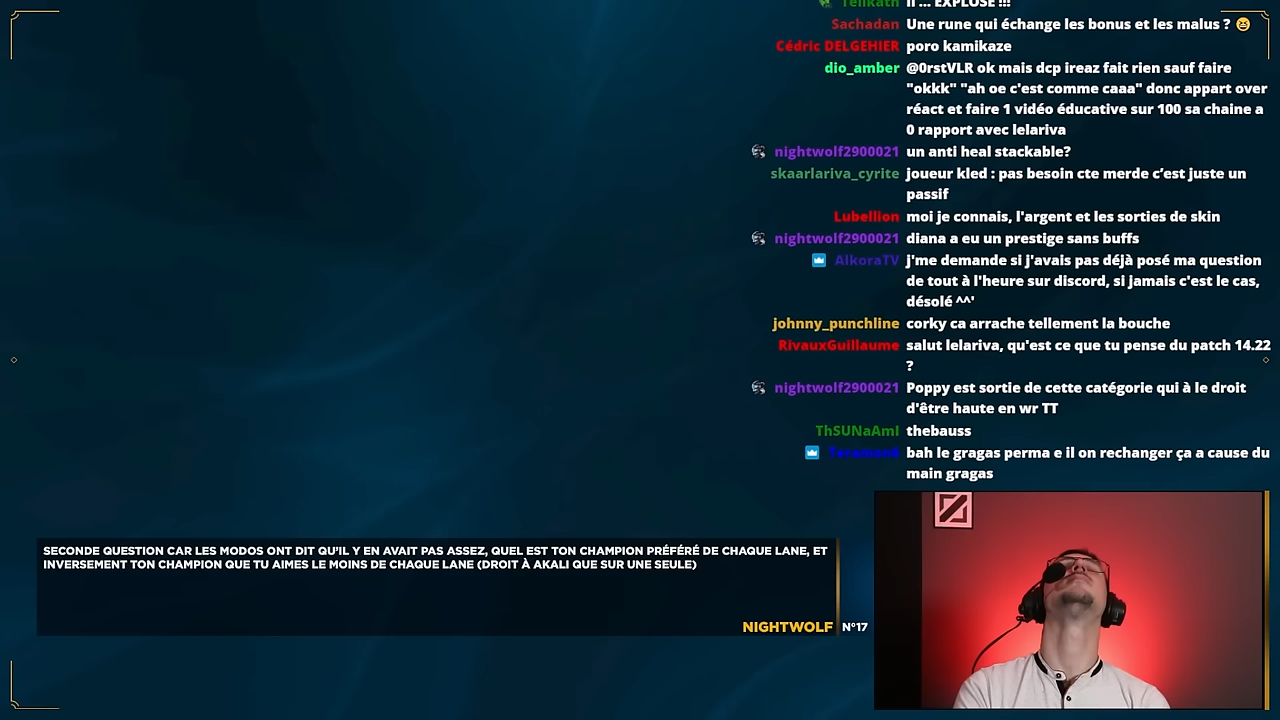 Tellkath il ... EXPLOSE !!!
Sachadan Une rune qui échange les bonus et les malus ? 😆
Cédric DELGEHIER poro kamikaze
dio_amber @0rstVLR ok mais dcp ireaz fait rien sauf faire
"okkk" "ah oe c'est comme caaa" donc appart over
réact et faire 1 vidéo éducative sur 100 sa chaine a
0 rapport avec lelariva
nightwolf2900021 un anti heal stackable?
skaarlariva_cyrite joueur kled : pas besoin cte merde c’est juste un
passif
Lubellion moi je connais, l'argent et les sorties de skin
nightwolf2900021 diana a eu un prestige sans buffs
AlkoraTV j'me demande si j'avais pas déjà posé ma question
de tout à l'heure sur discord, si jamais c'est le cas,
désolé ^^'
johnny_punchline corky ca arrache tellement la bouche
RivauxGuillaume salut lelariva, qu'est ce que tu pense du patch 14.22
?
nightwolf2900021 Poppy est sortie de cette catégorie qui à le droit
d'être haute en wr TT
ThSUNaAmI thebauss
bah le gragas perma e il on rechanger ça a cause du
main gragas
SECONDE QUESTION CAR LES MODOS ONT DIT QU'IL Y EN AVAIT PAS ASSEZ, QUEL EST TON CHAMPION PRÉFÉRÉ DE CHAQUE LANE, ET
INVERSEMENT TON CHAMPION QUE TU AIMES LE MOINS DE CHAQUE LANE (DROIT À AKALI QUE SUR UNE SEULE)
NIGHTWOLF N°17